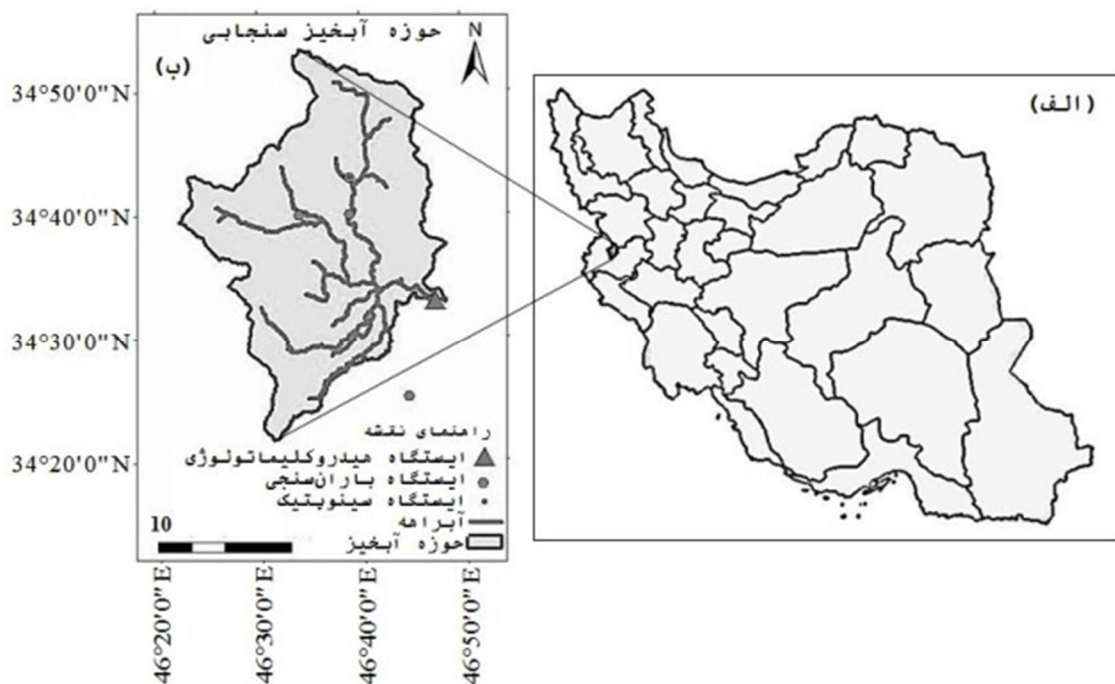 حوزه آبخیز سنجابی
N
(ب)
(الف)
34°50'0"N
34°40'0"N
34°30'0"N
34°20'0"N
راهنمای نقشه
ایستگاه هیدروکلیماتولوژی
ایستگاه باران‌سنجی
ایستگاه سینوبتیک
آبراهه
حوزه آبخیز
10
46°20'0"E
46°30'0"E
46°40'0"E
46°50'0"E